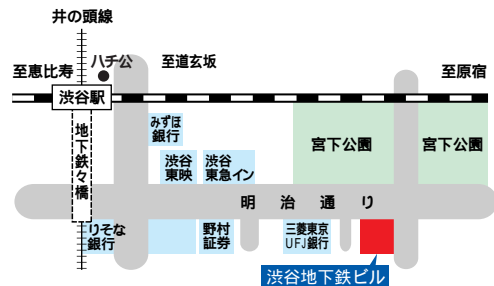 井の頭線
ハチ公
至恵比寿
至道玄坂
至原宿
渋谷駅
地下鉄々橋
みずほ
銀行
渋谷
東映
渋谷
東急イン
宮下公園
宮下公園
明治通り
りそな
銀行
野村
証券
三菱東京
UFJ銀行
渋谷地下鉄ビル